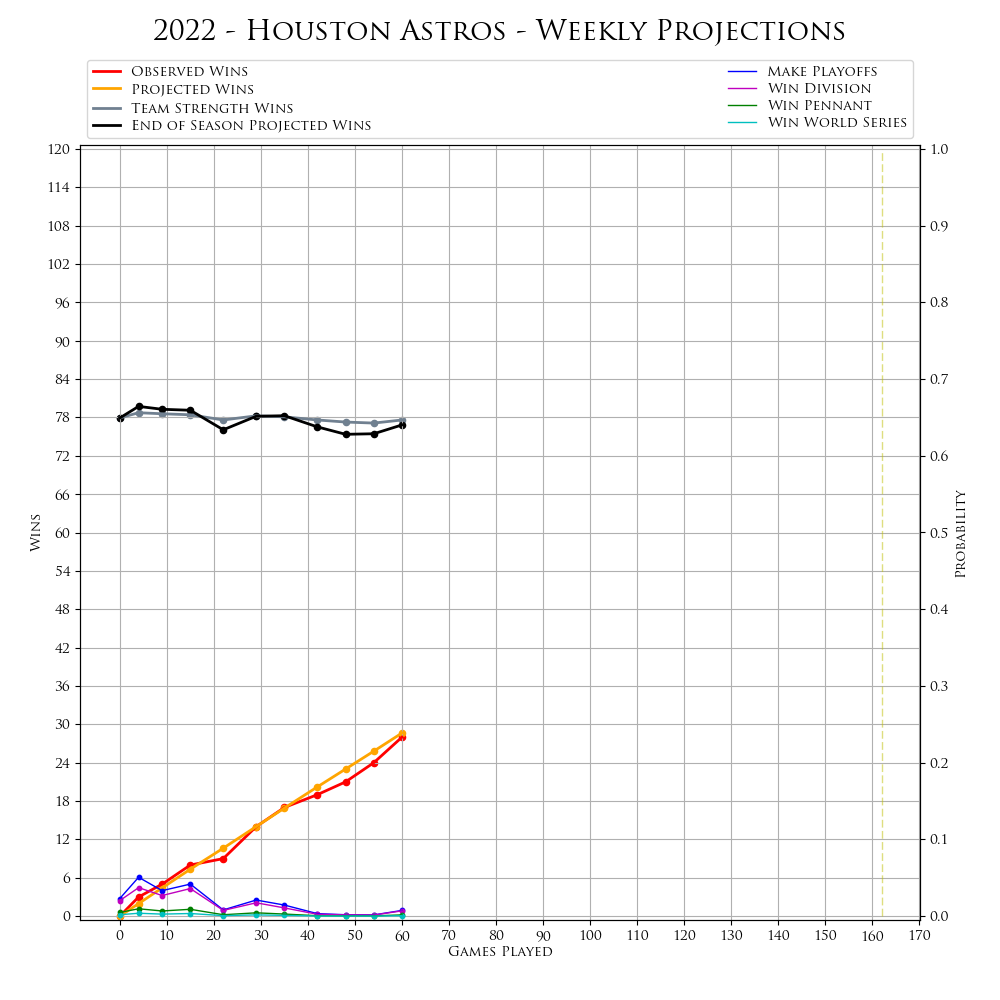 2022 - Houston Astros - Weekly Projections
Observed Wins
Projected Wins
Team Strength Wins
End of Season Projected Wins
Make Playoffs
Win Division
Win Pennant
Win World Series
120
114
108
102
96
90
84
78
72
66
60
54
48
42
36
30
24
18
12
6
0
Wins
1.0
0.9
0.8
0.7
0.6
0.5
0.4
0.3
0.2
0.1
0.0
Probability
0 10 20 30 40 50 60 70 80 90 100 110 120 130 140 150 160 170
Games Played